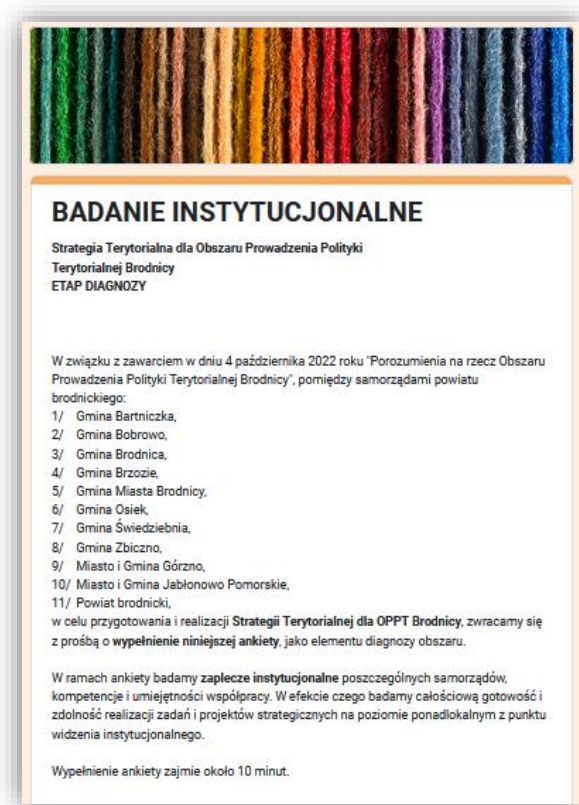 BADANIE INSTYTUCJONALNE
Strategia Terytorialna dla Obszaru Prowadzenia Polityki
Terytorialnej Brodnicy
ETAP DIAGNOZY
W związku z zawarciem w dniu 4 października 2022 roku "Porozumienia na rzecz Obszaru
Prowadzenia Polityki Terytorialnej Brodnicy", pomiędzy samorządami powiatu
brodnickiego:
1/ Gmina Bartniczka,
2/ Gmina Bobrowo,
3/ Gmina Brodnica,
4/ Gmina Brzozie,
5/ Gmina Miasta Brodnicy,
6/ Gmina Osiek,
7/ Gmina Świedziebnia,
8/ Gmina Zbiczno,
9/ Miasto i Gmina Górzno,
10/ Miasto i Gmina Jabłonowo Pomorskie,
11/ Powiat brodnicki,
w celu przygotowania i realizacji Strategii Terytorialnej dla OPPT Brodnicy, zwracamy się
z prośbą o wypełnienie niniejszej ankiety, jako elementu diagnozy obszaru.
W ramach ankiety badamy zaplecze instytucjonalne poszczególnych samorządów,
kompetencje i umiejętności współpracy. W efekcie czego badamy całościową gotowość i
zdolność realizacji zadań i projektów strategicznych na poziomie ponadlokalnym z punktu
widzenia instytucjonalnego.
Wypełnienie ankiety zajmie około 10 minut.